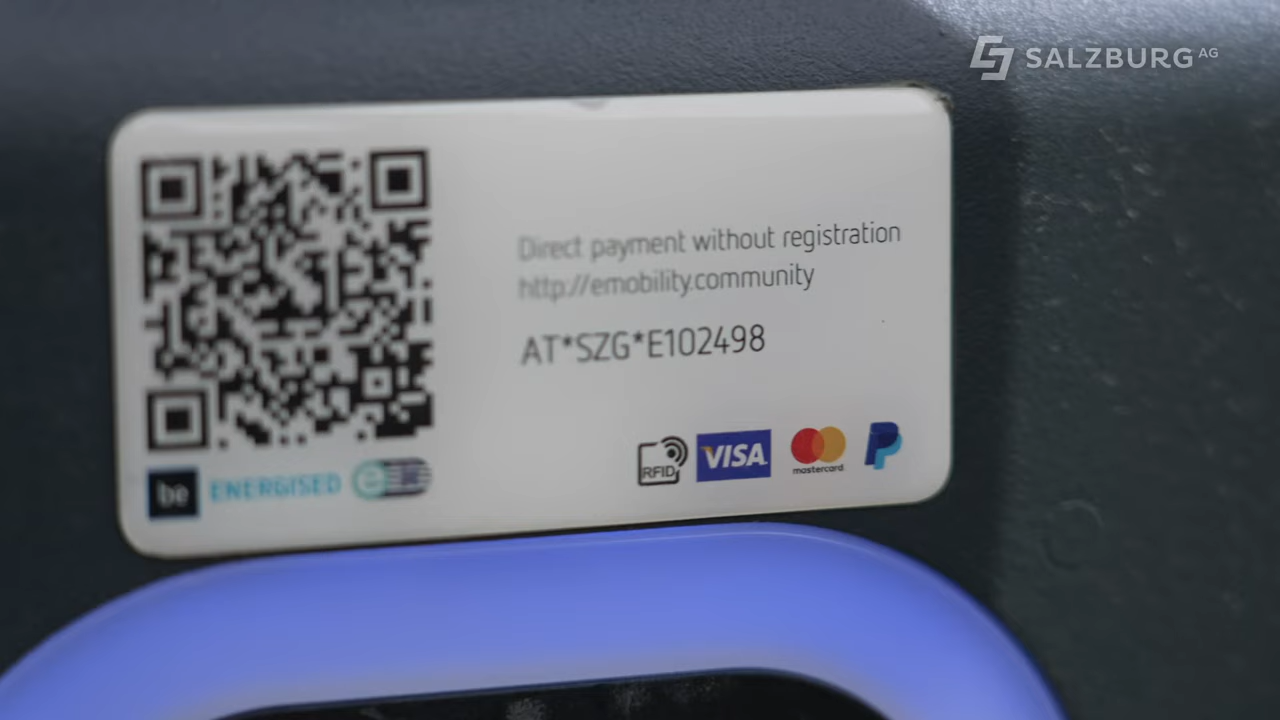 SALZBURG AG
Direct payment without registration
http://emobility.community
AT*SZG*E102498
be ENERGISED
RFID VISA mastercard